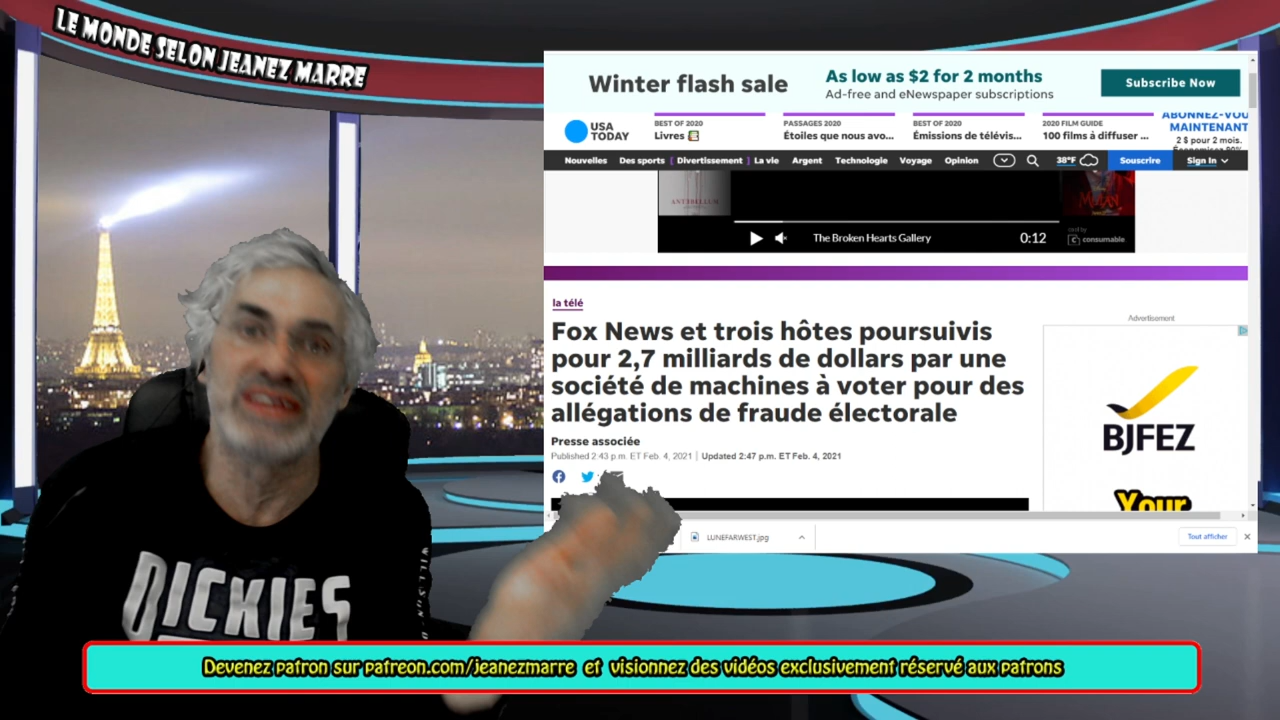 LE MONDE SELON JEANEZ MARRE
Winter flash sale
As low as $2 for 2 months
Ad-free and eNewspaper subscriptions
Subscribe Now
USA
TODAY
BEST OF 2020
Livres
PASSAGES 2020
Étoiles que nous avo...
BEST OF 2020
Émissions de télévis...
2020 FILM GUIDE
100 films à diffuser ...
ABONNEZ-VOU
MAINTENANT
2 $ pour 2 mois.
Nouvelles Des sports Divertissement La vie Argent Technologie Voyage Opinion 38°F Souscrire Sign In
ANTEBELLUM
MULAN
The Broken Hearts Gallery 0:12
consumable
la télé
Fox News et trois hôtes poursuivis
pour 2,7 milliards de dollars par une
société de machines à voter pour des
allégations de fraude électorale
Presse associée
Published 2:43 p.m. ET Feb. 4, 2021 | Updated 2:47 p.m. ET Feb. 4, 2021
Advertisement
BJFEZ
Your
LUNEFARWEST.jpg
Tout afficher
DICKIES
Devenez patron sur patreon.com/jeanezmarre et visionnez des vidéos exclusivement réservé aux patrons